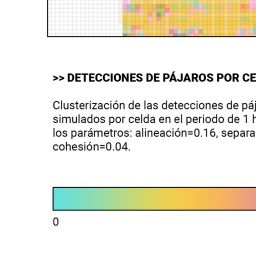 >> DETECCIONES DE PÁJAROS POR CE
Clusterización de las detecciones de páj
simulados por celda en el periodo de 1 h
los parámetros: alineación=0.16, separa
cohesión=0.04.
0